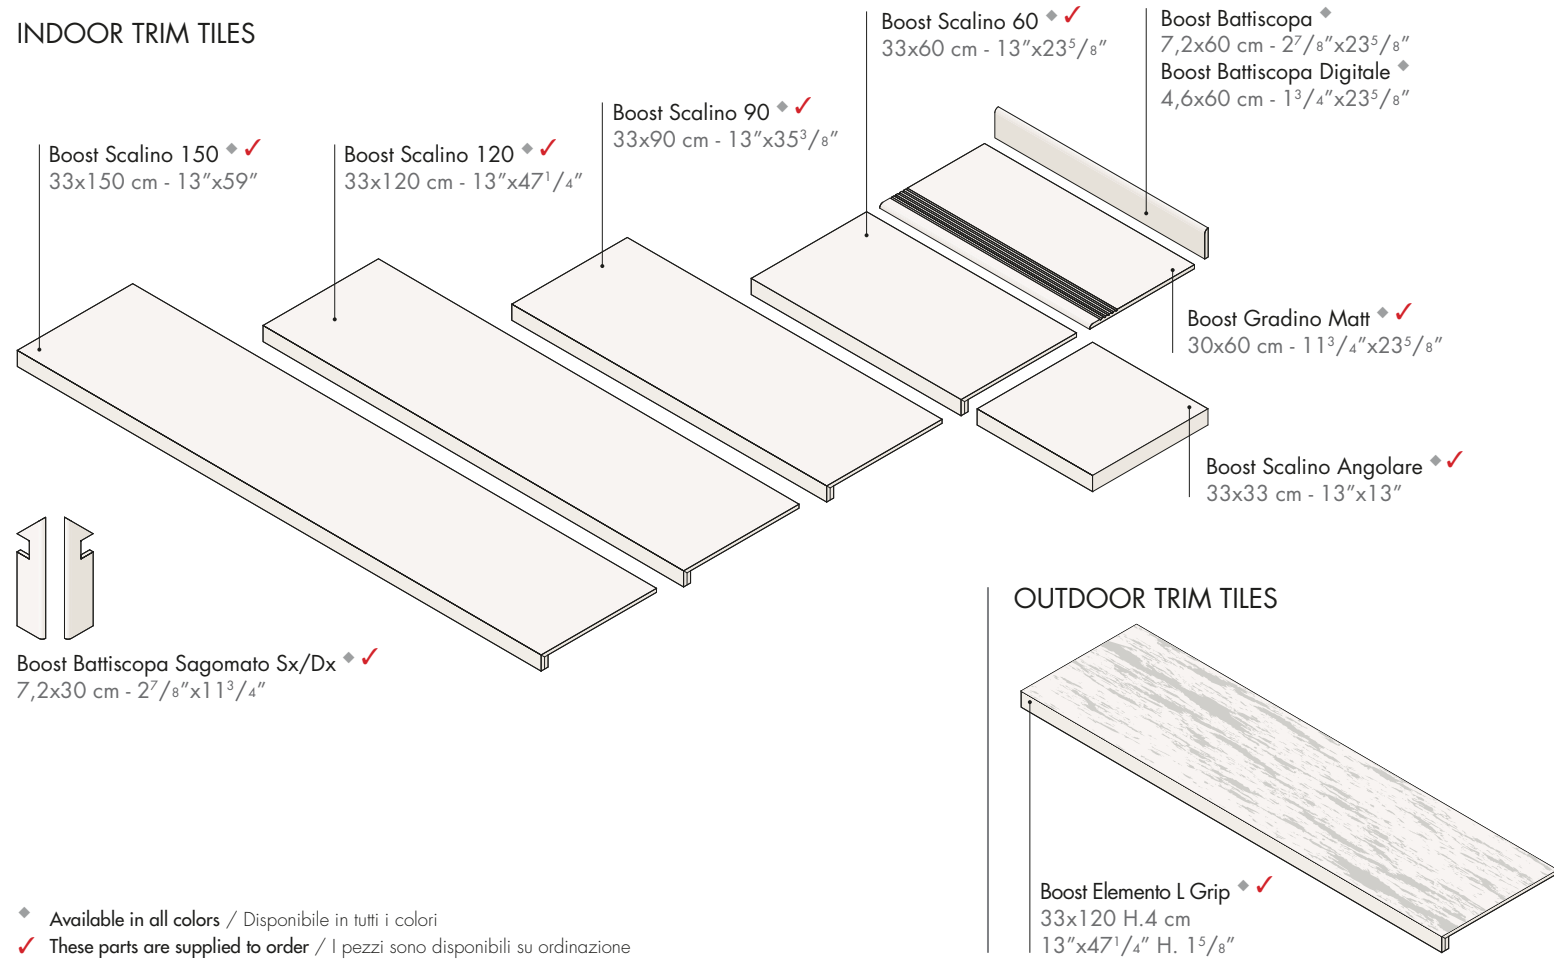 INDOOR TRIM TILES
Boost Scalino 150 ◆ ✓
33x150 cm - 13”x59”
Boost Scalino 120 ◆ ✓
33x120 cm - 13”x47¹/₄”
Boost Scalino 90 ◆ ✓
33x90 cm - 13”x35³/₈”
Boost Scalino 60 ◆ ✓
33x60 cm - 13”x23⁵/₈”
Boost Battiscopa ◆
7,2x60 cm - 2⁷/₈”x23⁵/₈”
Boost Battiscopa Digitale ◆
4,6x60 cm - 1³/₄”x23⁵/₈”
Boost Gradino Matt ◆ ✓
30x60 cm - 11³/₄”x23⁵/₈”
Boost Scalino Angolare ◆ ✓
33x33 cm - 13”x13”
Boost Battiscopa Sagomato Sx/Dx ◆ ✓
7,2x30 cm - 2⁷/₈”x11³/₄”
OUTDOOR TRIM TILES
Boost Elemento L Grip ◆ ✓
33x120 H.4 cm
13”x47¹/₄” H. 1⁵/₈”
◆ Available in all colors / Disponibile in tutti i colori
✓ These parts are supplied to order / I pezzi sono disponibili su ordinazione